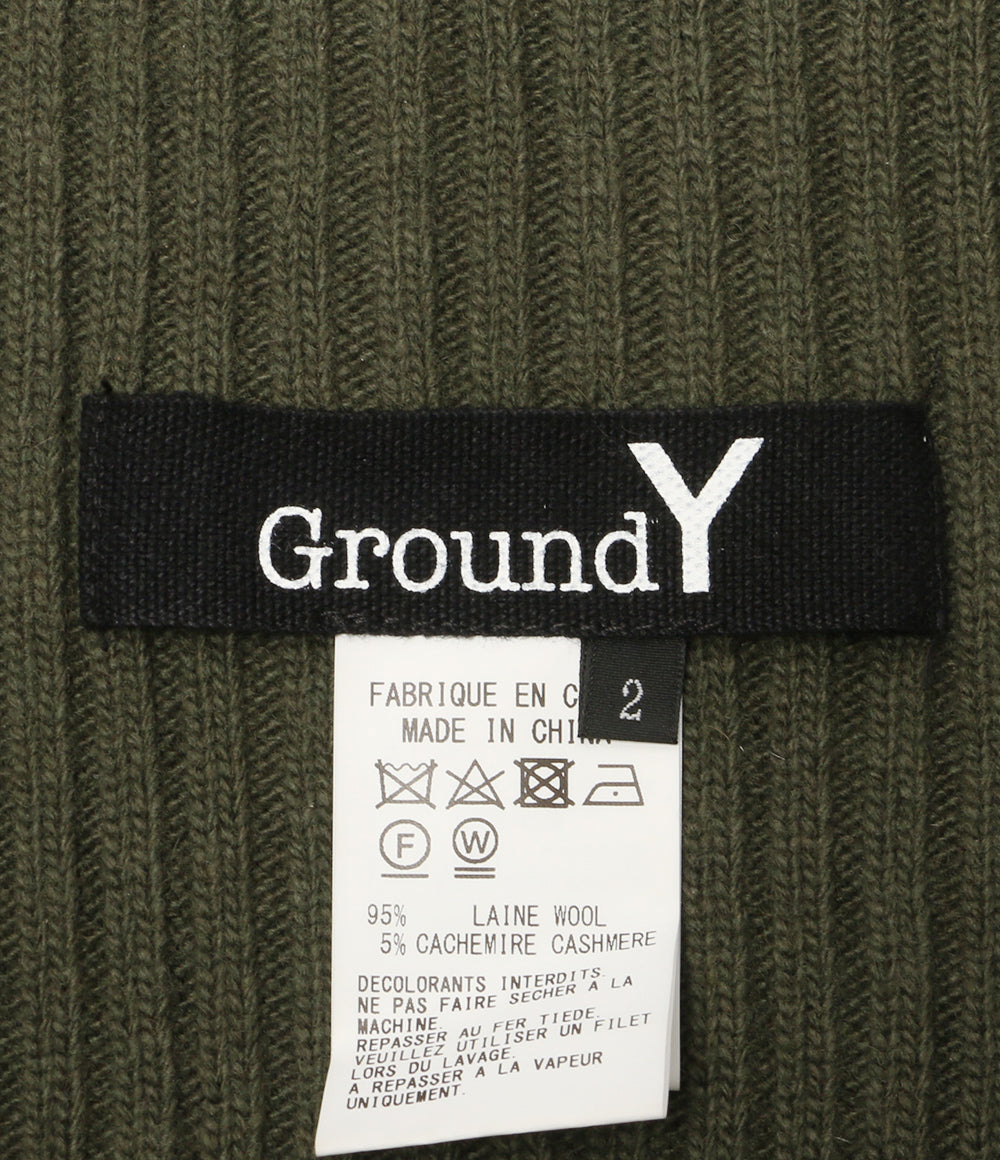 GroundY
2
FABRIQUE EN C
MADE IN CHINA
F W
95% LAINE WOOL
5% CACHEMIRE CASHMERE
DECOLORANTS INTERDITS.
NE PAS FAIRE SECHER A LA
MACHINE.
REPASSER AU FER TIEDE.
VEUILLEZ UTILISER UN FILET
LORS DU LAVAGE.
A REPASSER A LA VAPEUR
UNIQUEMENT.